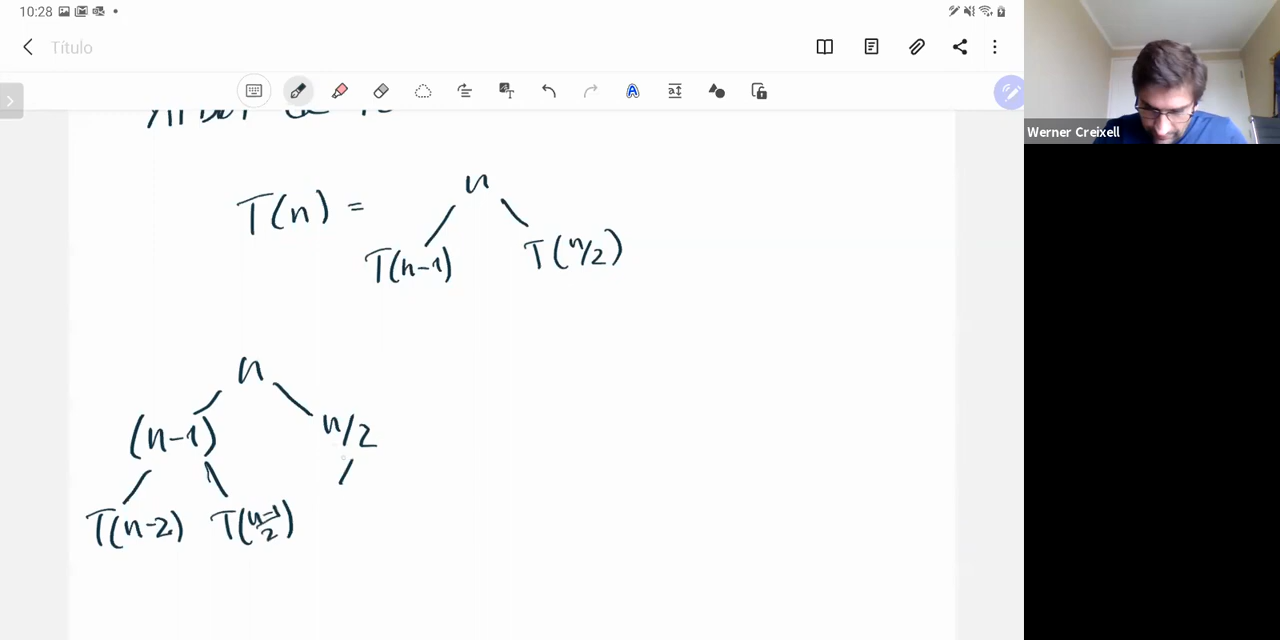 10:28
Título
Werner Creixell
T(n) =
n
T(n-1) T(n/2)
n
(n-1) n/2
T(n-2) T(n-1/2)